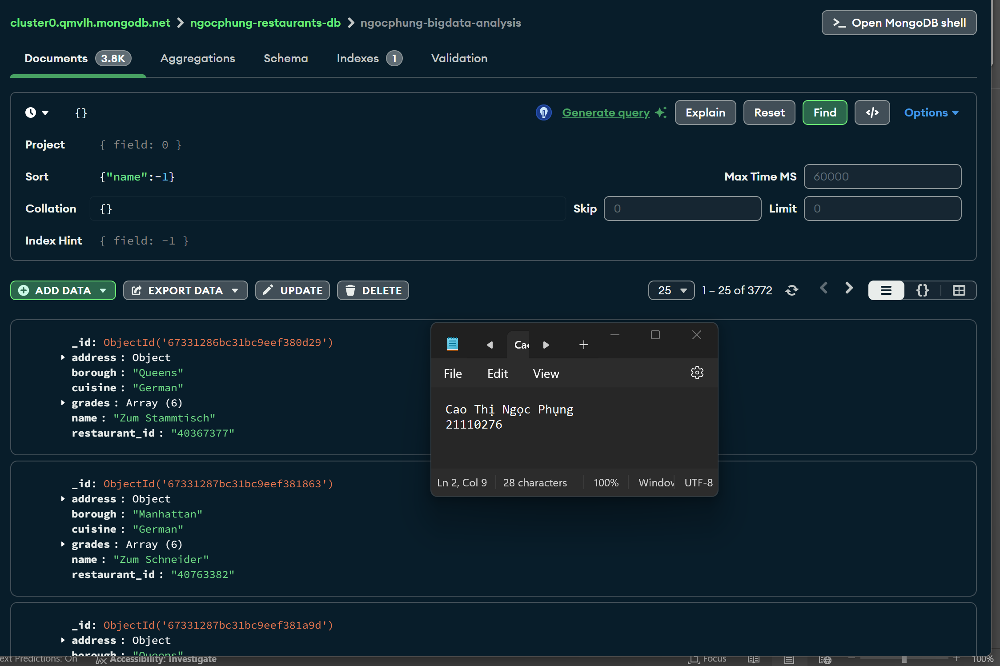 cluster0.qmvlh.mongodb.net > ngocphung-restaurants-db > ngocphung-bigdata-analysis
>_ Open MongoDB shell
Documents 3.8K Aggregations Schema Indexes 1 Validation
{} Generate query Explain Reset Find </> Options
Project { field: 0 }
Sort {"name":-1} Max Time MS 60000
Collation {} Skip 0 Limit 0
Index Hint { field: -1 }
ADD DATA EXPORT DATA UPDATE DELETE 25 1 – 25 of 3772 {}
_id: ObjectId('67331286bc31bc9eef380d29')
address : Object
borough : "Queens"
cuisine : "German"
grades : Array (6)
name : "Zum Stammtisch"
restaurant_id : "40367377"
_id: ObjectId('67331287bc31bc9eef381863')
address : Object
borough : "Manhattan"
cuisine : "German"
grades : Array (6)
name : "Zum Schneider"
restaurant_id : "40763382"
_id: ObjectId('67331287bc31bc9eef381a9d')
address : Object
borough : "Queens"
Cao
File Edit View
Cao Thị Ngọc Phụng
21110276
Ln 2, Col 9 28 characters 100% Window UTF-8
ext Predictions: On Accessibility: Investigate Focus 100%